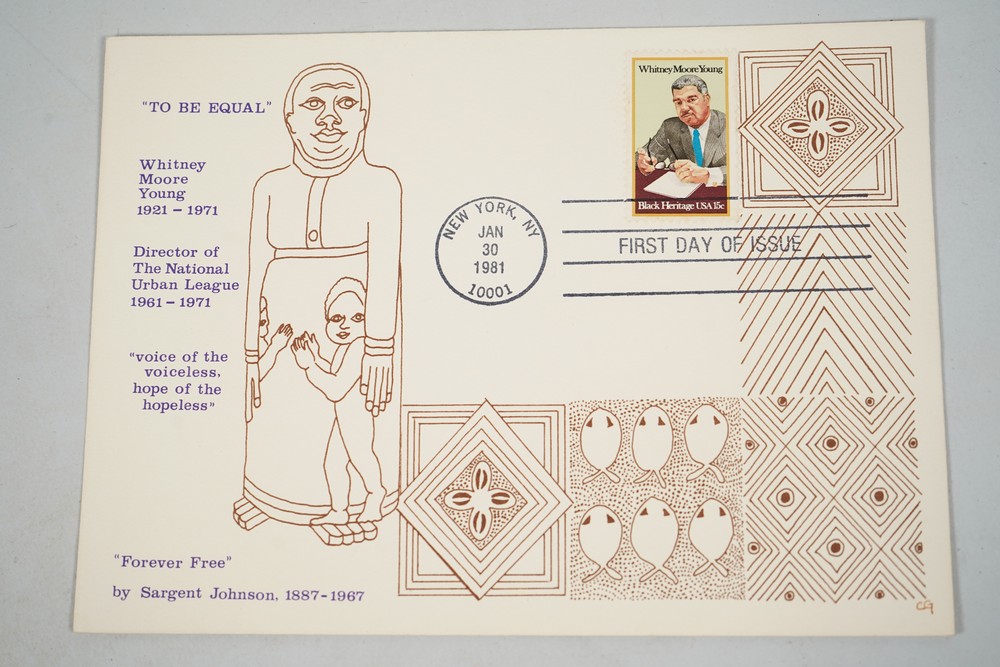 "TO BE EQUAL"
Whitney
Moore
Young
1921 – 1971
Director of
The National
Urban League
1961 – 1971
"voice of the
voiceless,
hope of the
hopeless"
"Forever Free"
by Sargent Johnson, 1887-1967
NEW YORK, NY
JAN
30
1981
10001
Whitney Moore Young
Black Heritage USA 15c
FIRST DAY OF ISSUE